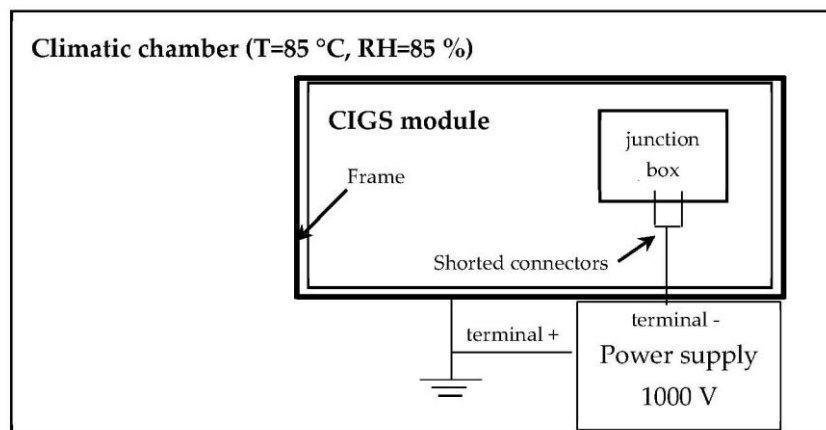 Climatic chamber (T=85 °C, RH=85 %)
CIGS module
junction
box
Frame
Shorted connectors
terminal +
terminal -
Power supply
1000 V